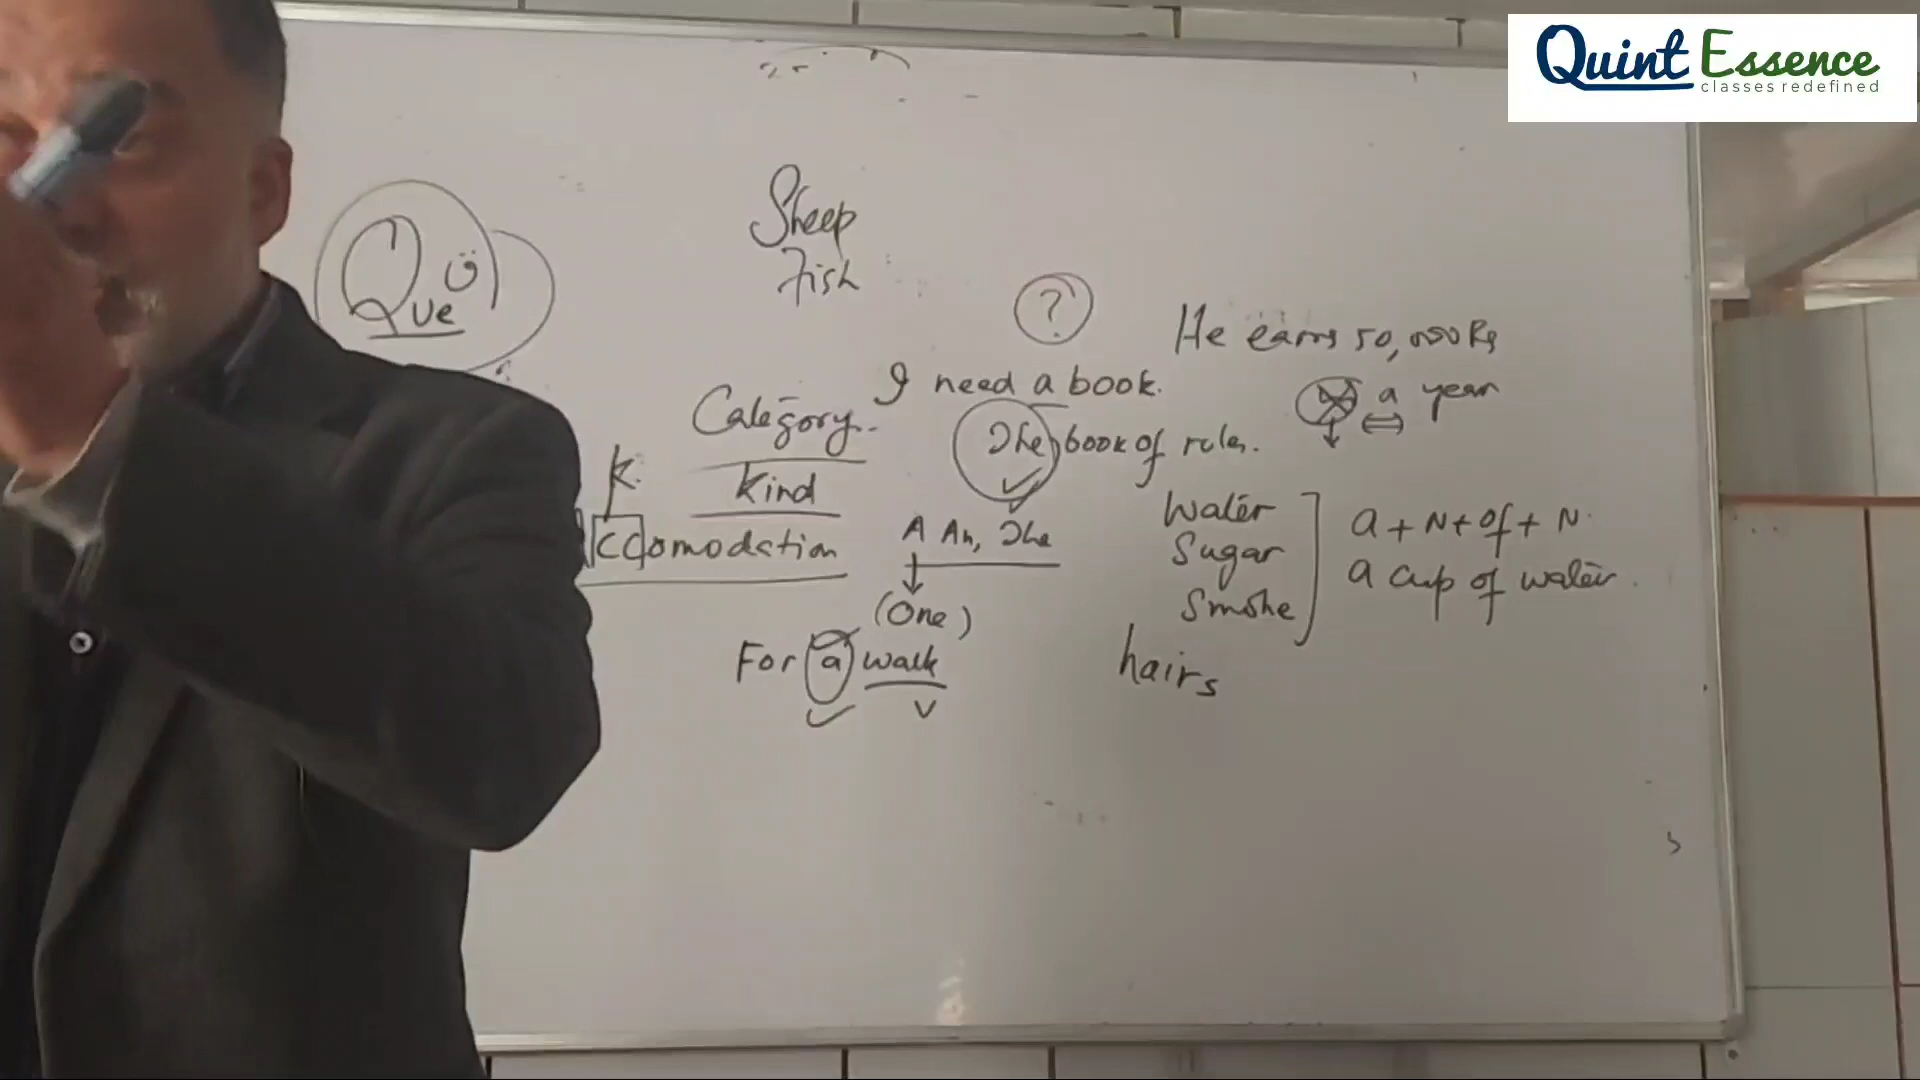 Quint Essence
classes redefined
Sheep
Fish
Que
?
He earns 50,000 Rs
a year
I need a book.
The book of rules.
Category.
Kind
K
ccomodation
A An, The
(One)
For a walk
v
Water
Sugar
Smoke
hairs
a + N + of + N.
a cup of water.